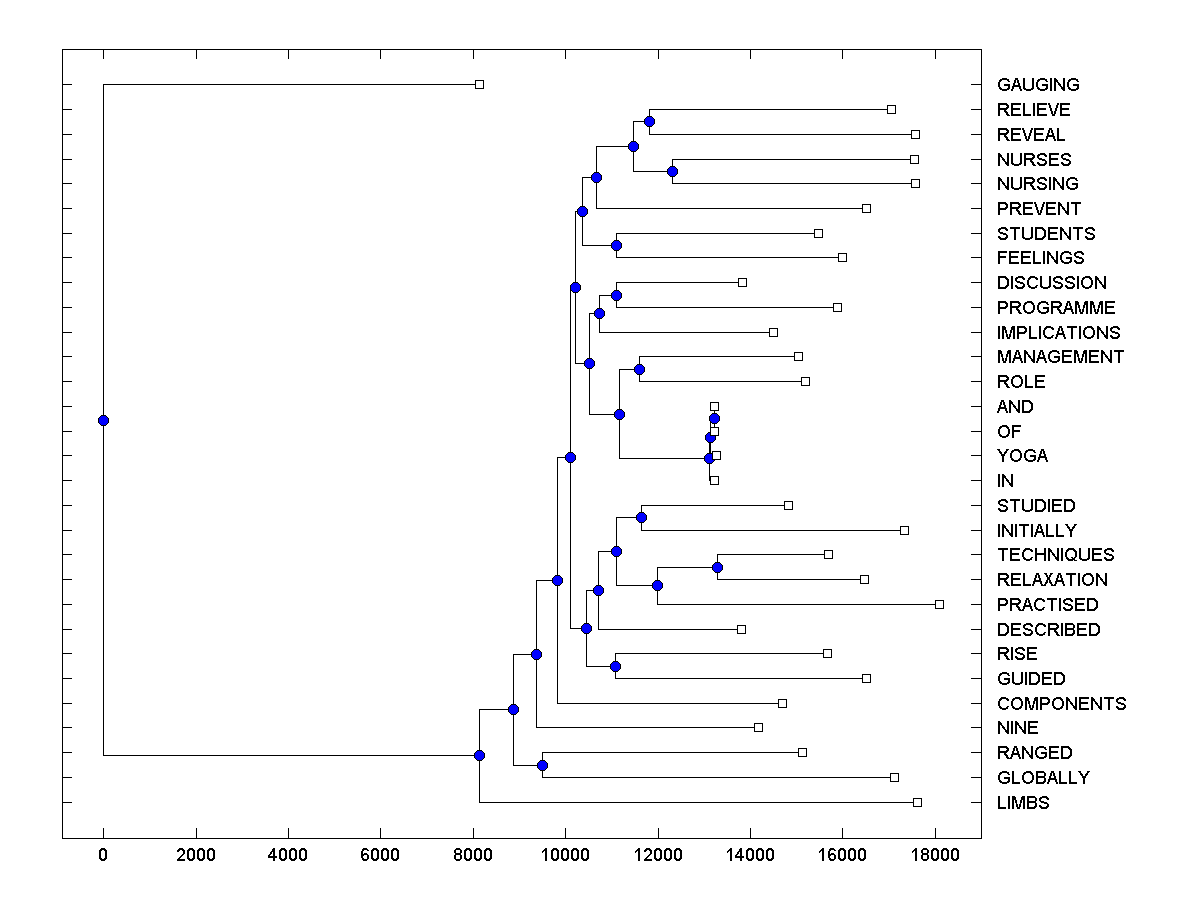 GAUGING
RELIEVE
REVEAL
NURSES
NURSING
PREVENT
STUDENTS
FEELINGS
DISCUSSION
PROGRAMME
IMPLICATIONS
MANAGEMENT
ROLE
AND
OF
YOGA
IN
STUDIED
INITIALLY
TECHNIQUES
RELAXATION
PRACTISED
DESCRIBED
RISE
GUIDED
COMPONENTS
NINE
RANGED
GLOBALLY
LIMBS
0 2000 4000 6000 8000 10000 12000 14000 16000 18000